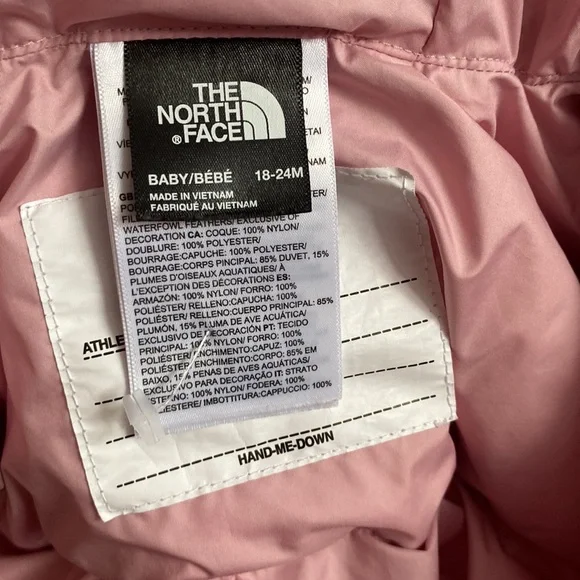 THE
NORTH
FACE
®
BABY/BÉBÉ 18-24M
MADE IN VIETNAM
FABRIQUÉ AU VIETNAM
WATERFOWL FEATHERS/ EXCLUSIVE OF
DECORATION CA: COQUE: 100% NYLON/
DOUBLURE: 100% POLYESTER/
BOURRAGE:CAPUCHE: 100% POLYESTER/
BOURRAGE:CORPS PINCIPAL: 85% DUVET, 15%
PLUMES D'OISEAUX AQUATIQUES/ À
L'EXCEPTION DES DÉCORATIONS ES:
ARMAZÓN: 100% NYLON/ FORRO: 100%
POLIÉSTER/ RELLENO:CAPUCHA: 100%
POLIÉSTER/ RELLENO:CUERPO PRINCIPAL: 85%
PLUMÓN, 15% PLUMA DE AVE ACUÁTICA/
EXCLUSIVO DE DECORACIÓN PT: TECIDO
PRINCIPAL: 100% NYLON/ FORRO: 100%
POLIÉSTER/ ENCHIMENTO:CAPUZ: 100%
POLIÉSTER/ ENCHIMENTO:CORPO: 85% EM
BAIXO, 15% PENAS DE AVES AQUÁTICAS/
EXCLUSIVO PARA DECORAÇÃO IT: STRATO
ESTERNO: 100% NYLON/ FODERA: 100%
POLIESTERE/ IMBOTTITURA:CAPPUCCIO: 100%
ATHLE
HAND-ME-DOWN